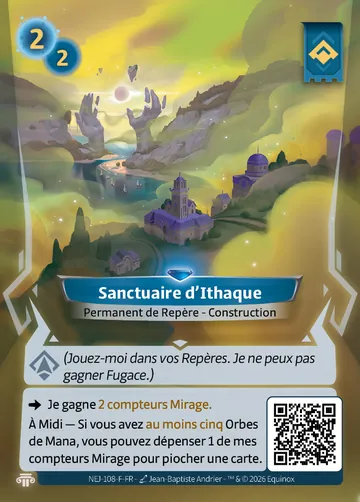 2
2
Sanctuaire d'Ithaque
Permanent de Repère - Construction
(Jouez-moi dans vos Repères. Je ne peux pas
gagner Fugace.)
Je gagne 2 compteurs Mirage.
À Midi — Si vous avez au moins cinq Orbes
de Mana, vous pouvez dépenser 1 de mes
compteurs Mirage pour piocher une carte.
NEJ-108-F-FR - Jean-Baptiste Andrier - ™ & © 2026 Equinox